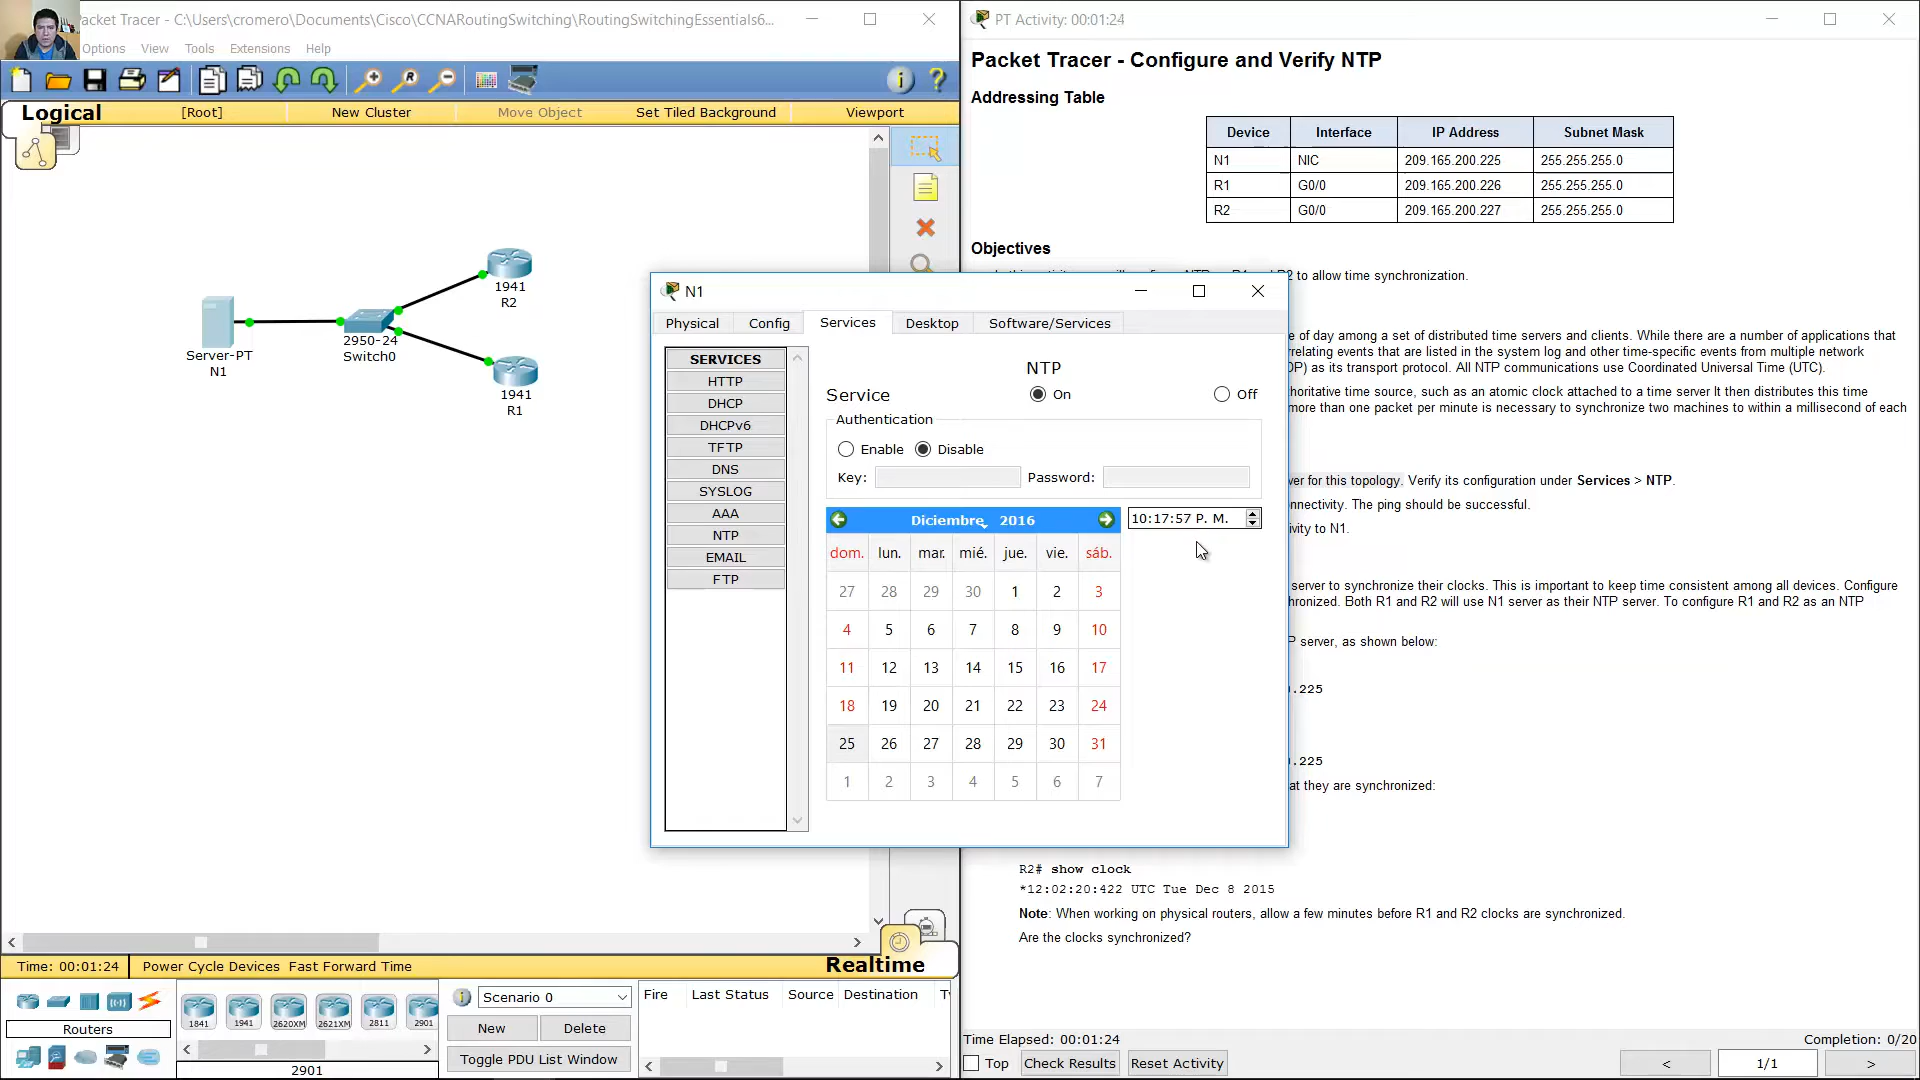 Packet Tracer - C:\Users\cromero\Documents\Cisco\CCNARoutingSwitching\RoutingSwitchingEssentials6...
Options View Tools Extensions Help
Logical [Root] New Cluster Move Object Set Tiled Background Viewport
1941
R2
Server-PT
N1
2950-24
Switch0
1941
R1
N1
Physical Config Services Desktop Software/Services
SERVICES
HTTP
DHCP
DHCPv6
TFTP
DNS
SYSLOG
AAA
NTP
EMAIL
FTP
NTP
Service On Off
Authentication
Enable Disable
Key: Password:
Diciembre 2016 10:17:57 P. M.
dom. lun. mar. mié. jue. vie. sáb.
27 28 29 30 1 2 3
4 5 6 7 8 9 10
11 12 13 14 15 16 17
18 19 20 21 22 23 24
25 26 27 28 29 30 31
1 2 3 4 5 6 7
Realtime
Time: 00:01:24 Power Cycle Devices Fast Forward Time
Routers
1841 1941 2620XM 2621XM 2811 2901
2901
Scenario 0
New Delete
Toggle PDU List Window
Fire Last Status Source Destination
PT Activity: 00:01:24
Packet Tracer - Configure and Verify NTP
Addressing Table
Device Interface IP Address Subnet Mask
N1 NIC 209.165.200.225 255.255.255.0
R1 G0/0 209.165.200.226 255.255.255.0
R2 G0/0 209.165.200.227 255.255.255.0
Objectives
to allow time synchronization.
e of day among a set of distributed time servers and clients. While there are a number of applications that
rrelating events that are listed in the system log and other time-specific events from multiple network
DP) as its transport protocol. All NTP communications use Coordinated Universal Time (UTC).
horitative time source, such as an atomic clock attached to a time server It then distributes this time
more than one packet per minute is necessary to synchronize two machines to within a millisecond of each
ver for this topology. Verify its configuration under Services > NTP.
nnectivity. The ping should be successful.
ivity to N1.
server to synchronize their clocks. This is important to keep time consistent among all devices. Configure
hronized. Both R1 and R2 will use N1 server as their NTP server. To configure R1 and R2 as an NTP
P server, as shown below:
.225
.225
at they are synchronized:
R2# show clock
*12:02:20:422 UTC Tue Dec 8 2015
Note: When working on physical routers, allow a few minutes before R1 and R2 clocks are synchronized.
Are the clocks synchronized?
Time Elapsed: 00:01:24 Completion: 0/20
Top Check Results Reset Activity < 1/1 >